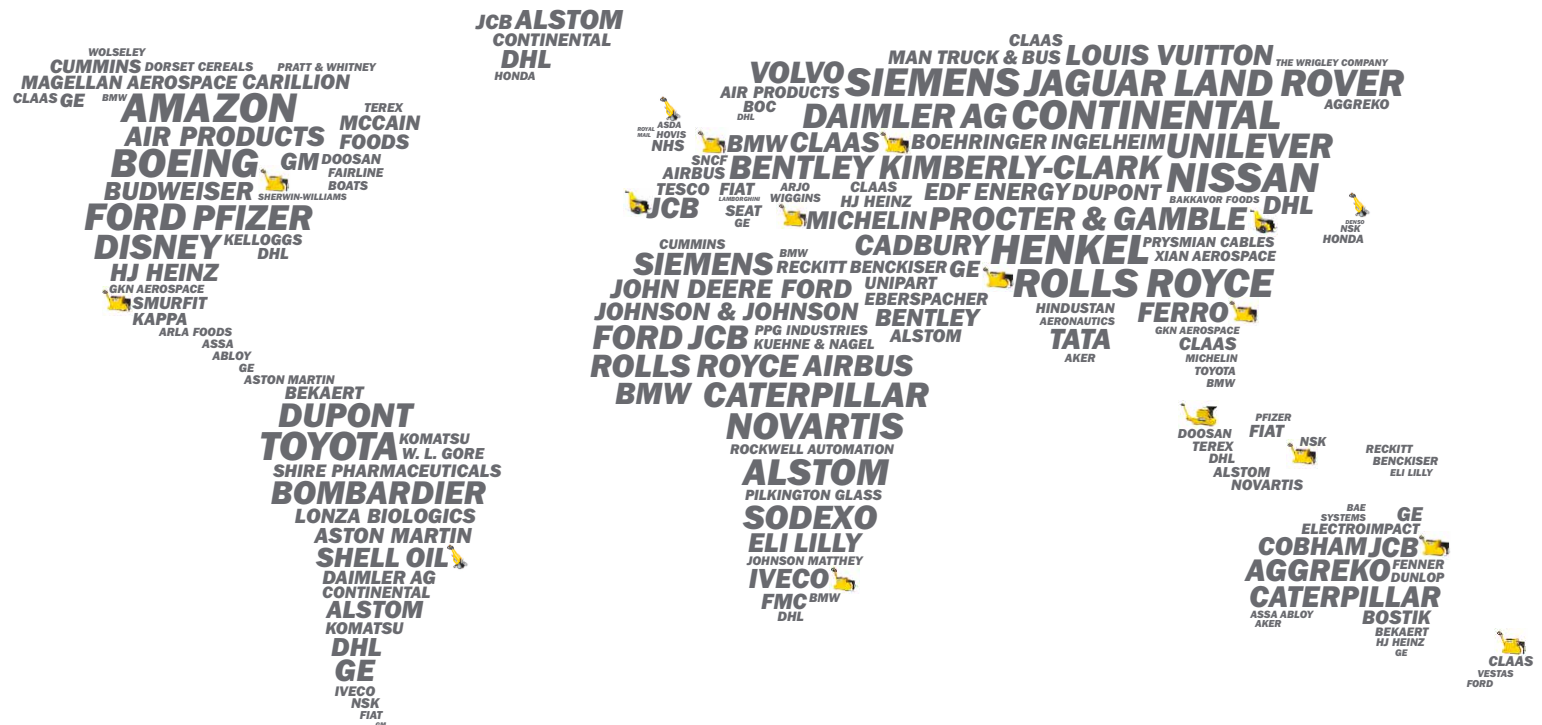 JCB ALSTOM
CONTINENTAL
DHL
HONDA
WOLSELEY
CUMMINS DORSET CEREALS PRATT & WHITNEY
MAGELLAN AEROSPACE CARILLION
CLAAS GE BMW AMAZON
TEREX
MCCAIN
FOODS
AIR PRODUCTS
BOEING GM DOOSAN
FAIRLINE
BOATS
BUDWEISER SHERWIN-WILLIAMS
FORD PFIZER
DISNEY KELLOGGS
DHL
HJ HEINZ
GKN AEROSPACE
SMURFIT
KAPPA
ARLA FOODS
ASSA
ABLOY
GE
ASTON MARTIN
BEKAERT
DUPONT
TOYOTA KOMATSU
W. L. GORE
SHIRE PHARMACEUTICALS
BOMBARDIER
LONZA BIOLOGICS
ASTON MARTIN
SHELL OIL
DAIMLER AG
CONTINENTAL
ALSTOM
KOMATSU
DHL
GE
IVECO
NSK
FIAT
CLAAS
MAN TRUCK & BUS LOUIS VUITTON THE WRIGLEY COMPANY
VOLVO SIEMENS JAGUAR LAND ROVER
AIR PRODUCTS
AGGREKO
BOC
DHL
DAIMLER AG CONTINENTAL
ROYAL
MAIL
ASDA
HOVIS
NHS
BMW CLAAS BOEHRINGER INGELHEIM UNILEVER
SNCF
AIRBUS BENTLEY KIMBERLY-CLARK NISSAN
TESCO FIAT
LAMBORGHINI
ARJO
WIGGINS
CLAAS
HJ HEINZ
EDF ENERGY DUPONT BAKKAVOR FOODS DHL
JCB SEAT
GE
MICHELIN PROCTER & GAMBLE
DENSO
NSK
HONDA
CADBURY HENKEL PRYSMIAN CABLES
XIAN AEROSPACE
CUMMINS
SIEMENS BMW
RECKITT BENCKISER GE
ROLLS ROYCE
JOHN DEERE FORD UNIPART
EBERSPACHER
JOHNSON & JOHNSON BENTLEY
ALSTOM
FORD JCB PPG INDUSTRIES
KUEHNE & NAGEL
ROLLS ROYCE AIRBUS
BMW CATERPILLAR
NOVARTIS
ROCKWELL AUTOMATION
ALSTOM
PILKINGTON GLASS
SODEXO
ELI LILLY
JOHNSON MATTHEY
IVECO
FMC BMW
DHL
HINDUSTAN
AERONAUTICS
TATA
AKER
FERRO
GKN AEROSPACE
CLAAS
MICHELIN
TOYOTA
BMW
DOOSAN
TEREX
DHL
ALSTOM
NOVARTIS
PFIZER
FIAT
NSK
RECKITT
BENCKISER
ELI LILLY
BAE
SYSTEMS GE
ELECTROIMPACT
COBHAM JCB
AGGREKO FENNER
DUNLOP
CATERPILLAR
ASSA ABLOY
AKER
BOSTIK
BEKAERT
HJ HEINZ
GE
CLAAS
VESTAS
FORD